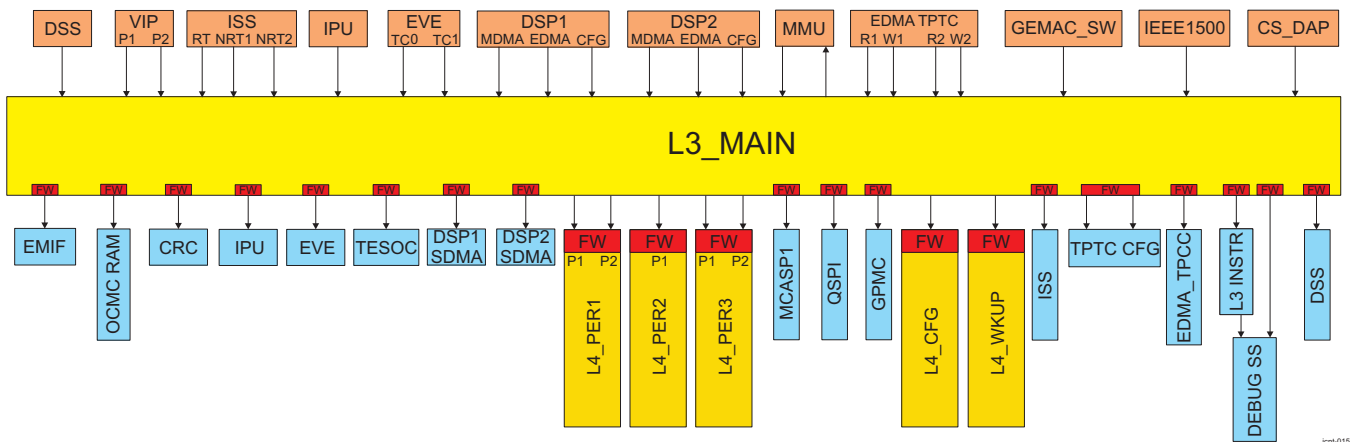 DSS
VIP
P1 P2
ISS
RT NRT1 NRT2
IPU
EVE
TC0 TC1
DSP1
MDMA EDMA CFG
DSP2
MDMA EDMA CFG
MMU
EDMA TPTC
R1 W1 R2 W2
GEMAC_SW
IEEE1500
CS_DAP
L3_MAIN
FW FW FW FW FW FW FW FW FW FW FW FW FW FW FW FW FW
EMIF
OCMC RAM
CRC
IPU
EVE
TESOC
DSP1
SDMA
DSP2
SDMA
FW
P1 P2
L4_PER1
FW
P1
L4_PER2
FW
P1 P2
L4_PER3
MCASP1
QSPI
GPMC
FW
L4_CFG
FW
L4_WKUP
ISS
TPTC CFG
EDMA_TPCC
L3 INSTR
DEBUG SS
DSS